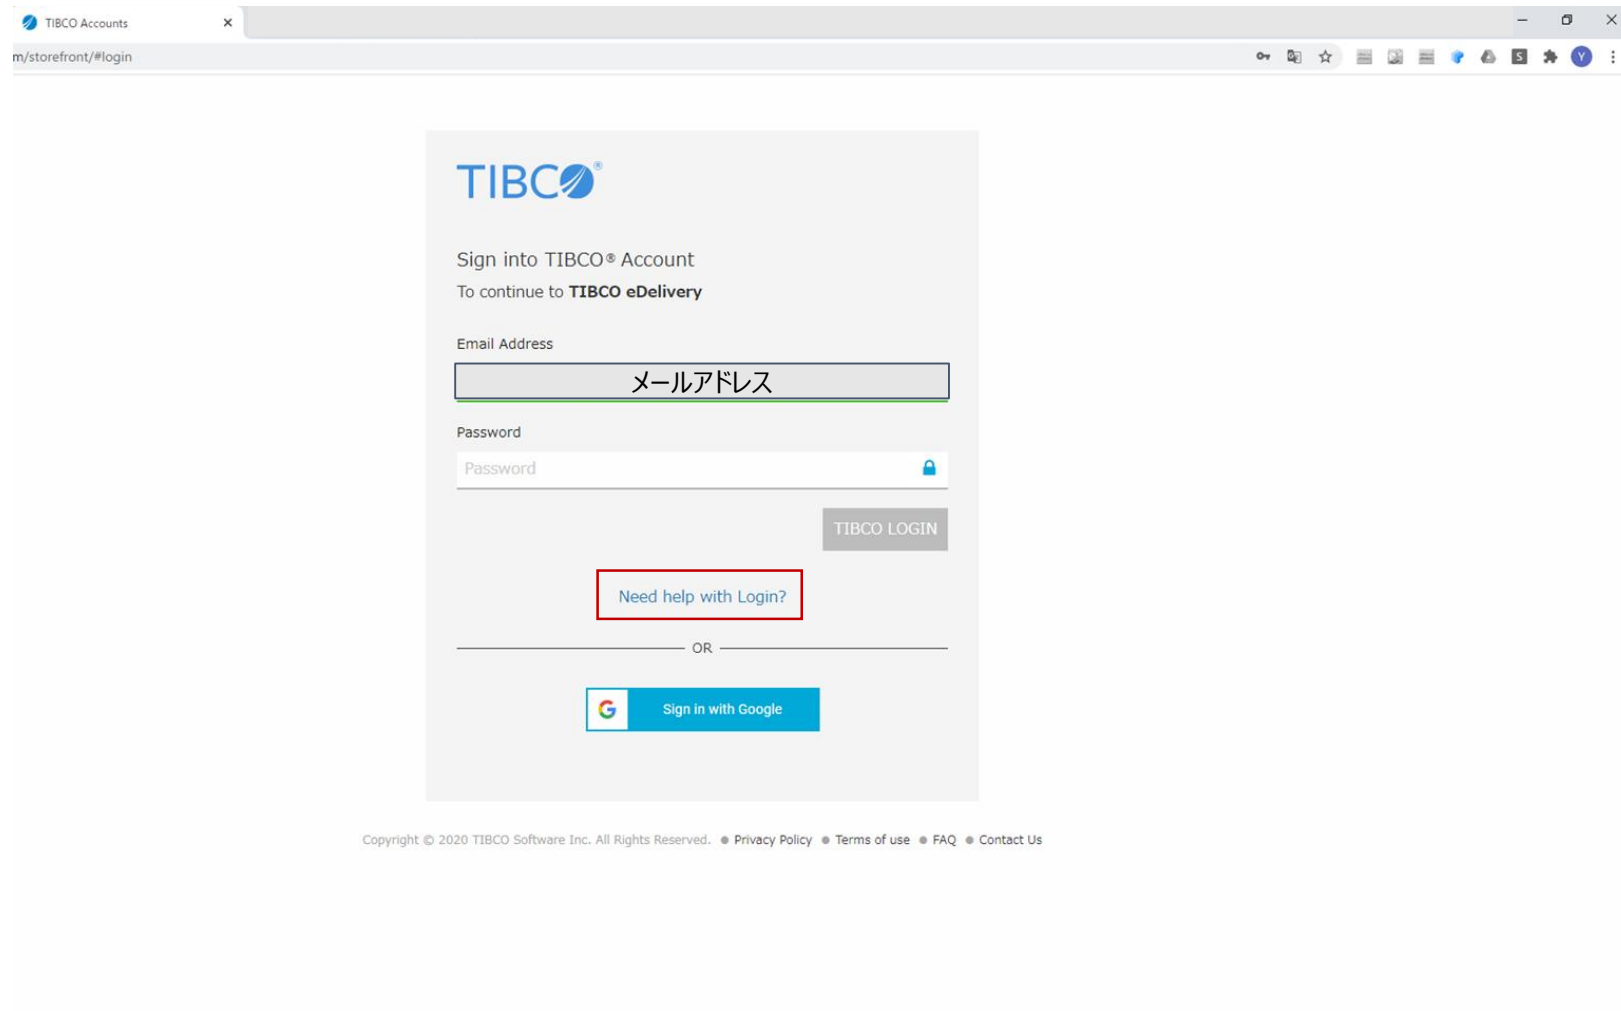 TIBCO Accounts
m/storefront/#login
S
Y
TIBCO®
Sign into TIBCO® Account
To continue to TIBCO eDelivery
Email Address
メールアドレス
Password
Password
TIBCO LOGIN
Need help with Login?
OR
G Sign in with Google
Copyright © 2020 TIBCO Software Inc. All Rights Reserved. ● Privacy Policy ● Terms of use ● FAQ ● Contact Us